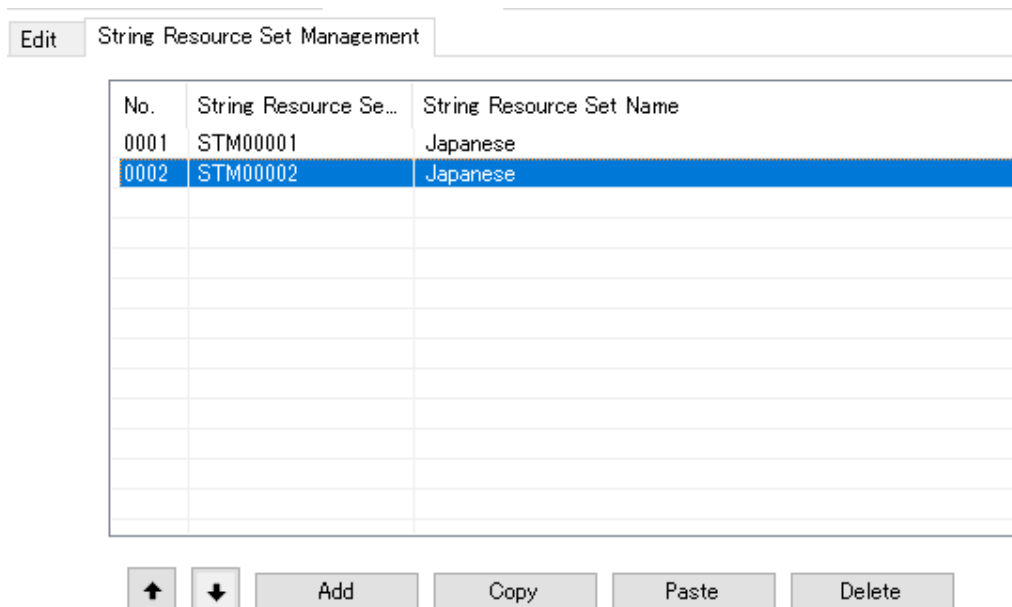 Edit String Resource Set Management
No. String Resource Se... String Resource Set Name
0001 STM00001 Japanese
0002 STM00002 Japanese
Add Copy Paste Delete